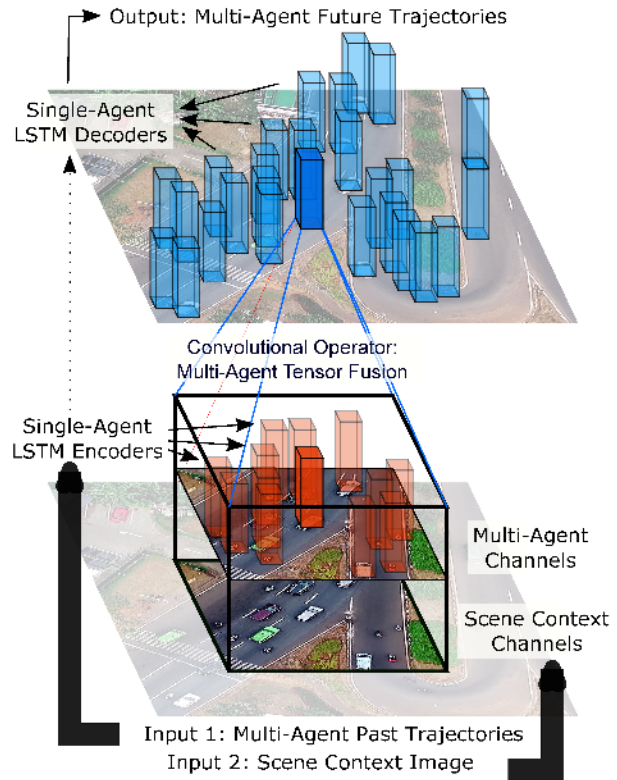 Output: Multi-Agent Future Trajectories
Single-Agent
LSTM Decoders
Convolutional Operator:
Multi-Agent Tensor Fusion
Single-Agent
LSTM Encoders
Multi-Agent
Channels
Scene Context
Channels
Input 1: Multi-Agent Past Trajectories
Input 2: Scene Context Image